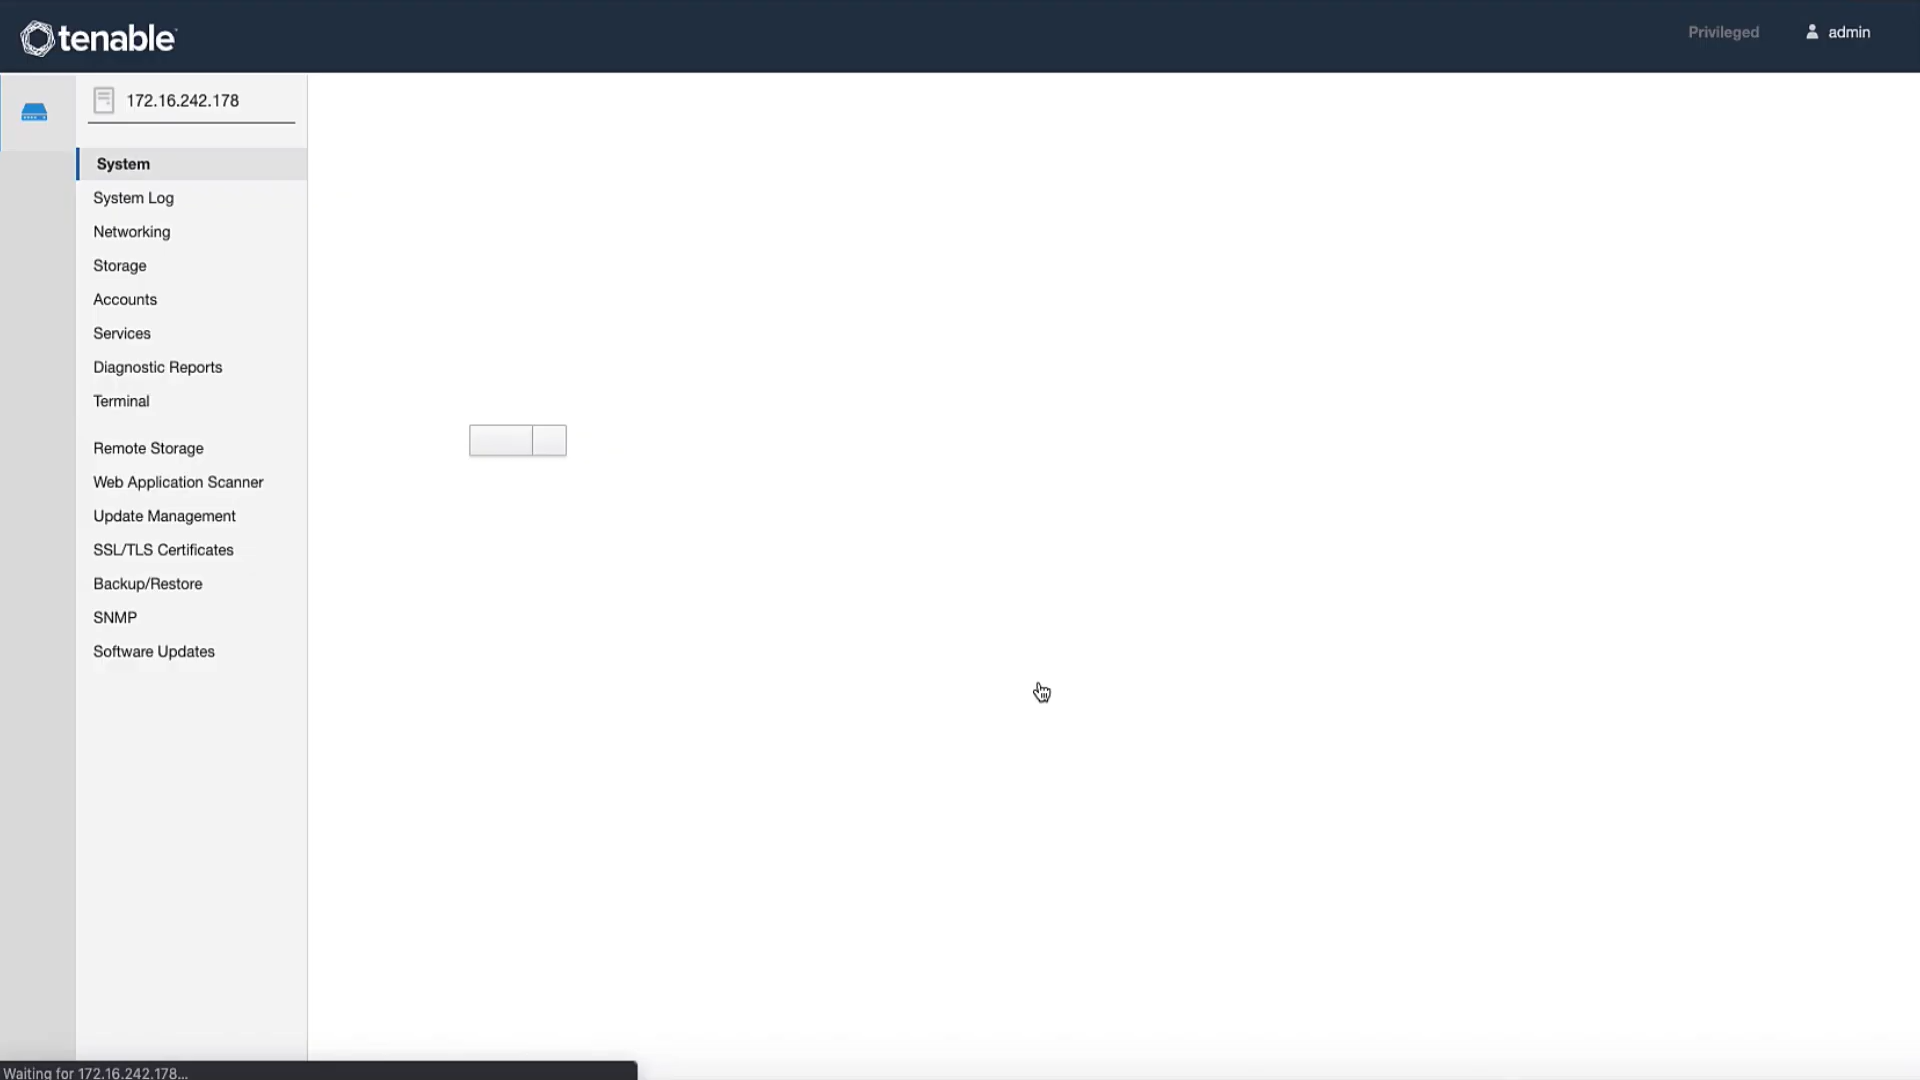 tenable
Privileged
admin
172.16.242.178
System
System Log
Networking
Storage
Accounts
Services
Diagnostic Reports
Terminal
Remote Storage
Web Application Scanner
Update Management
SSL/TLS Certificates
Backup/Restore
SNMP
Software Updates
Waiting for 172.16.242.178...